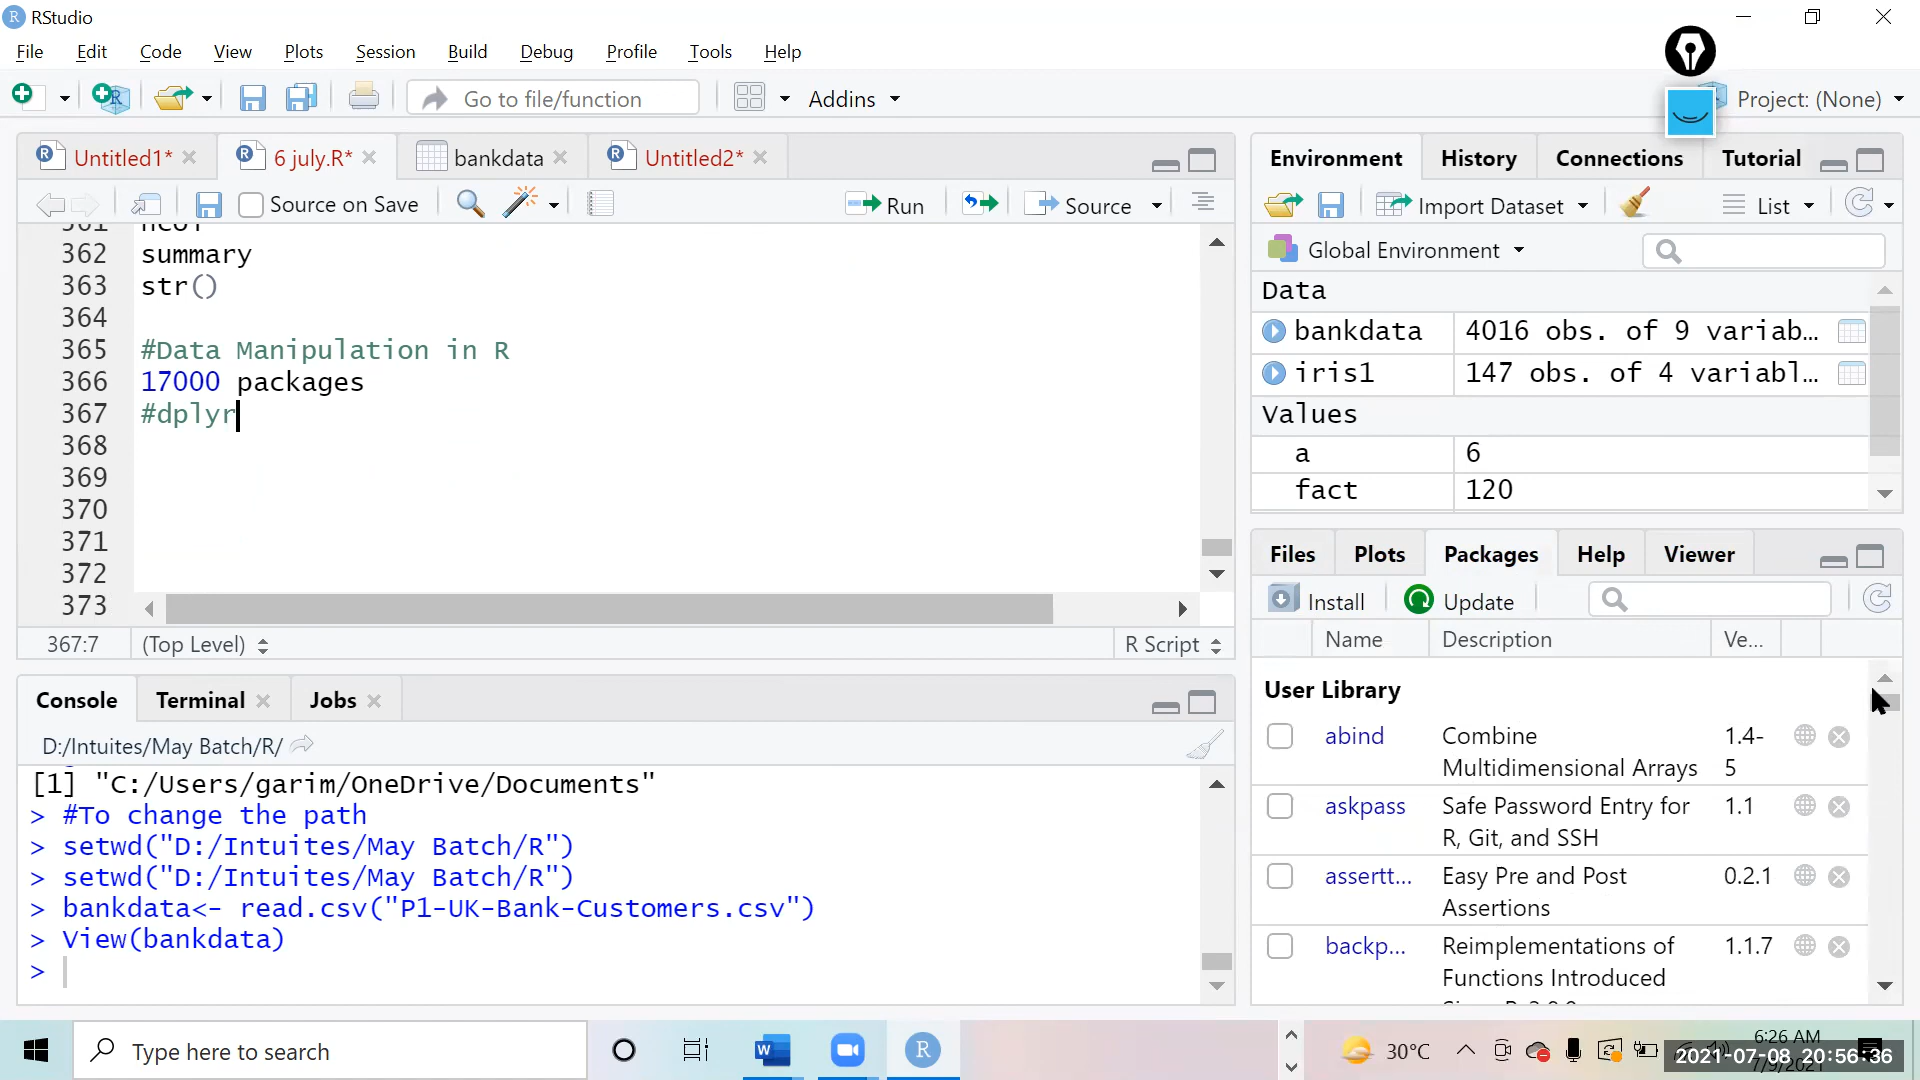 RStudio
File Edit Code View Plots Session Build Debug Profile Tools Help
Go to file/function Addins Project: (None)
Untitled1* 6 july.R* bankdata Untitled2*
Source on Save Run Source
362 summary
363 str()
364
365 #Data Manipulation in R
366 17000 packages
367 #dplyr
368
369
370
371
372
373
367:7 (Top Level) R Script
Console Terminal Jobs
D:/Intuites/May Batch/R/
[1] "C:/Users/garim/OneDrive/Documents"
> #To change the path
> setwd("D:/Intuites/May Batch/R")
> setwd("D:/Intuites/May Batch/R")
> bankdata<- read.csv("P1-UK-Bank-Customers.csv")
> View(bankdata)
>
Environment History Connections Tutorial
Import Dataset List
Global Environment
Data
bankdata 4016 obs. of 9 variab...
iris1 147 obs. of 4 variabl...
Values
a 6
fact 120
Files Plots Packages Help Viewer
Install Update
Name Description Ve...
User Library
abind Combine 1.4-
Multidimensional Arrays 5
askpass Safe Password Entry for 1.1
R, Git, and SSH
assertt... Easy Pre and Post 0.2.1
Assertions
backp... Reimplementations of 1.1.7
Functions Introduced
Type here to search
30°C
6:26 AM
2021-07-08 20:56:36